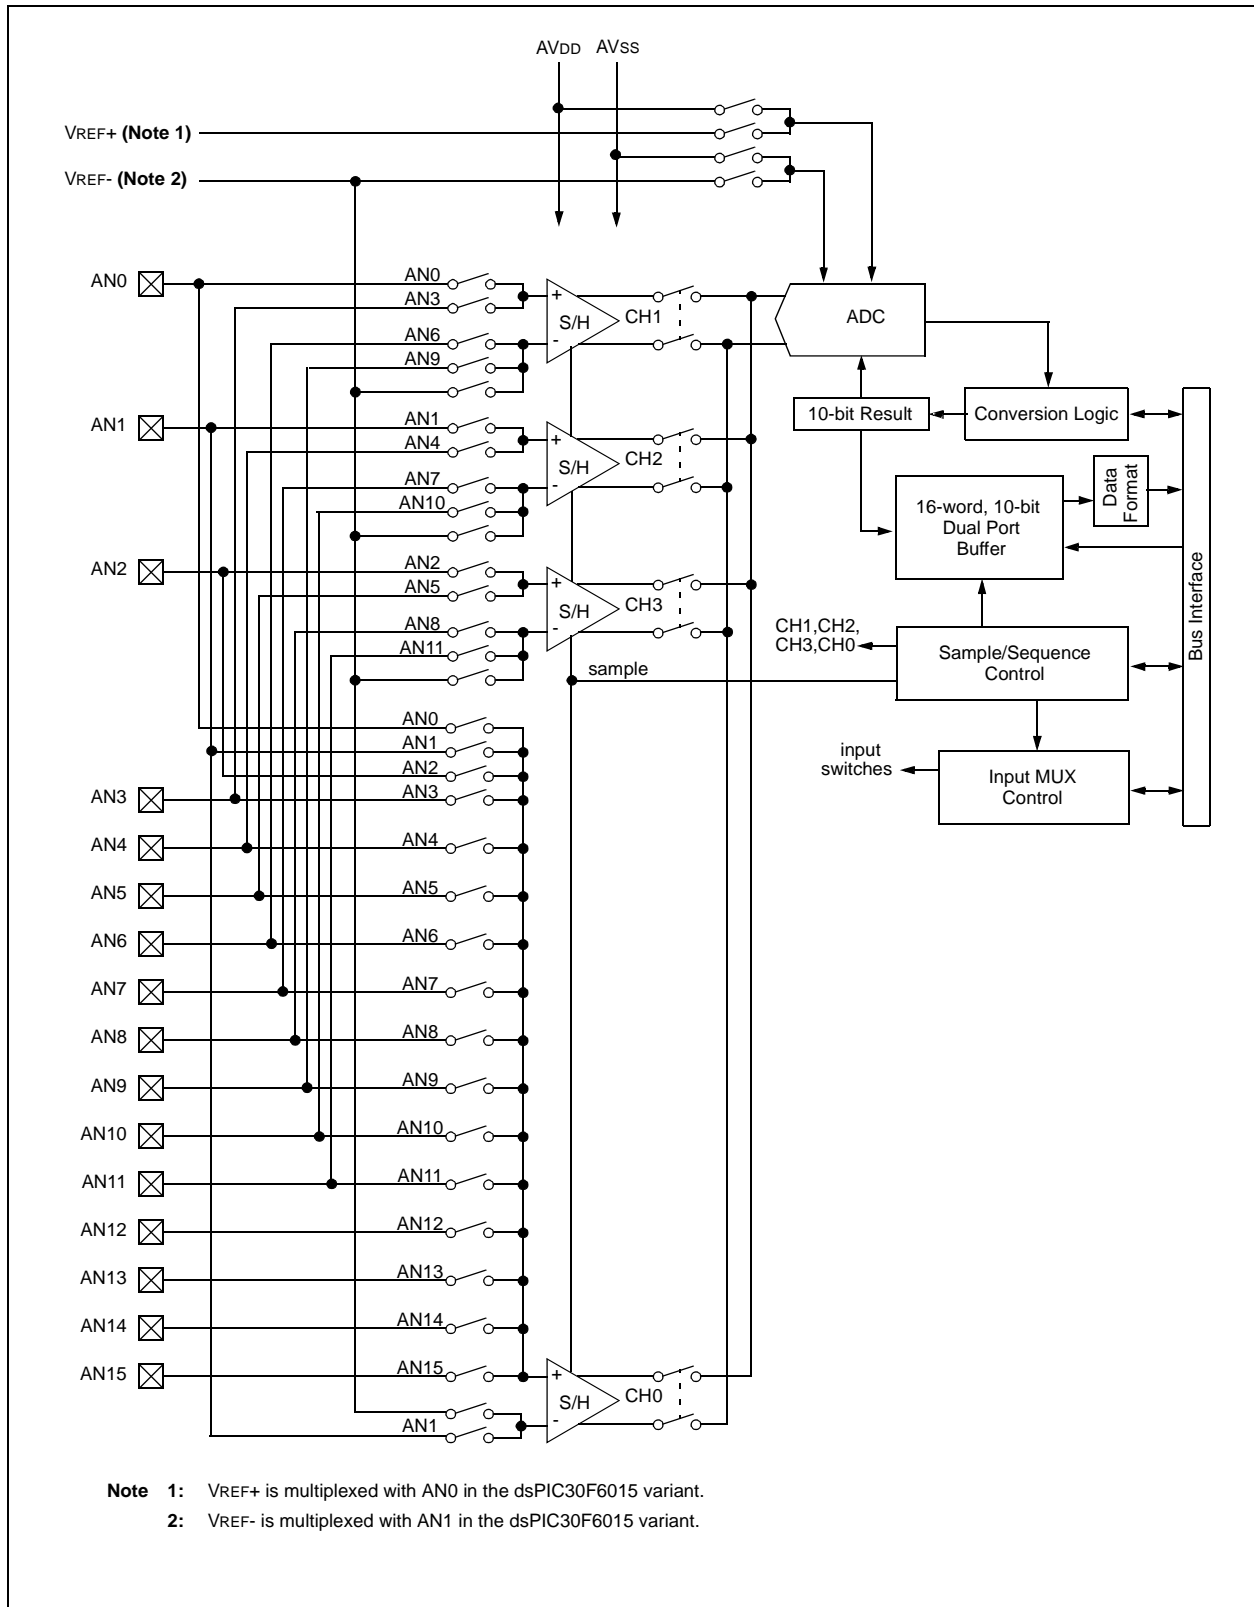 AVDD AVSS
VREF+ (Note 1)
VREF- (Note 2)
AN0
AN0
AN3
AN6
AN9
+
-
S/H
CH1
ADC
AN1
AN1
AN4
AN7
AN10
+
-
S/H
CH2
10-bit Result
Conversion Logic
16-word, 10-bit
Dual Port
Buffer
Data
Format
Bus Interface
AN2
AN2
AN5
AN8
AN11
+
-
S/H
CH3
CH1,CH2,
CH3,CH0
Sample/Sequence
Control
sample
input
switches
Input MUX
Control
AN0
AN1
AN2
AN3 AN3
AN4 AN4
AN5 AN5
AN6 AN6
AN7 AN7
AN8 AN8
AN9 AN9
AN10 AN10
AN11 AN11
AN12 AN12
AN13 AN13
AN14 AN14
AN15 AN15
+
-
S/H
CH0
AN1
Note 1: VREF+ is multiplexed with AN0 in the dsPIC30F6015 variant.
2: VREF- is multiplexed with AN1 in the dsPIC30F6015 variant.